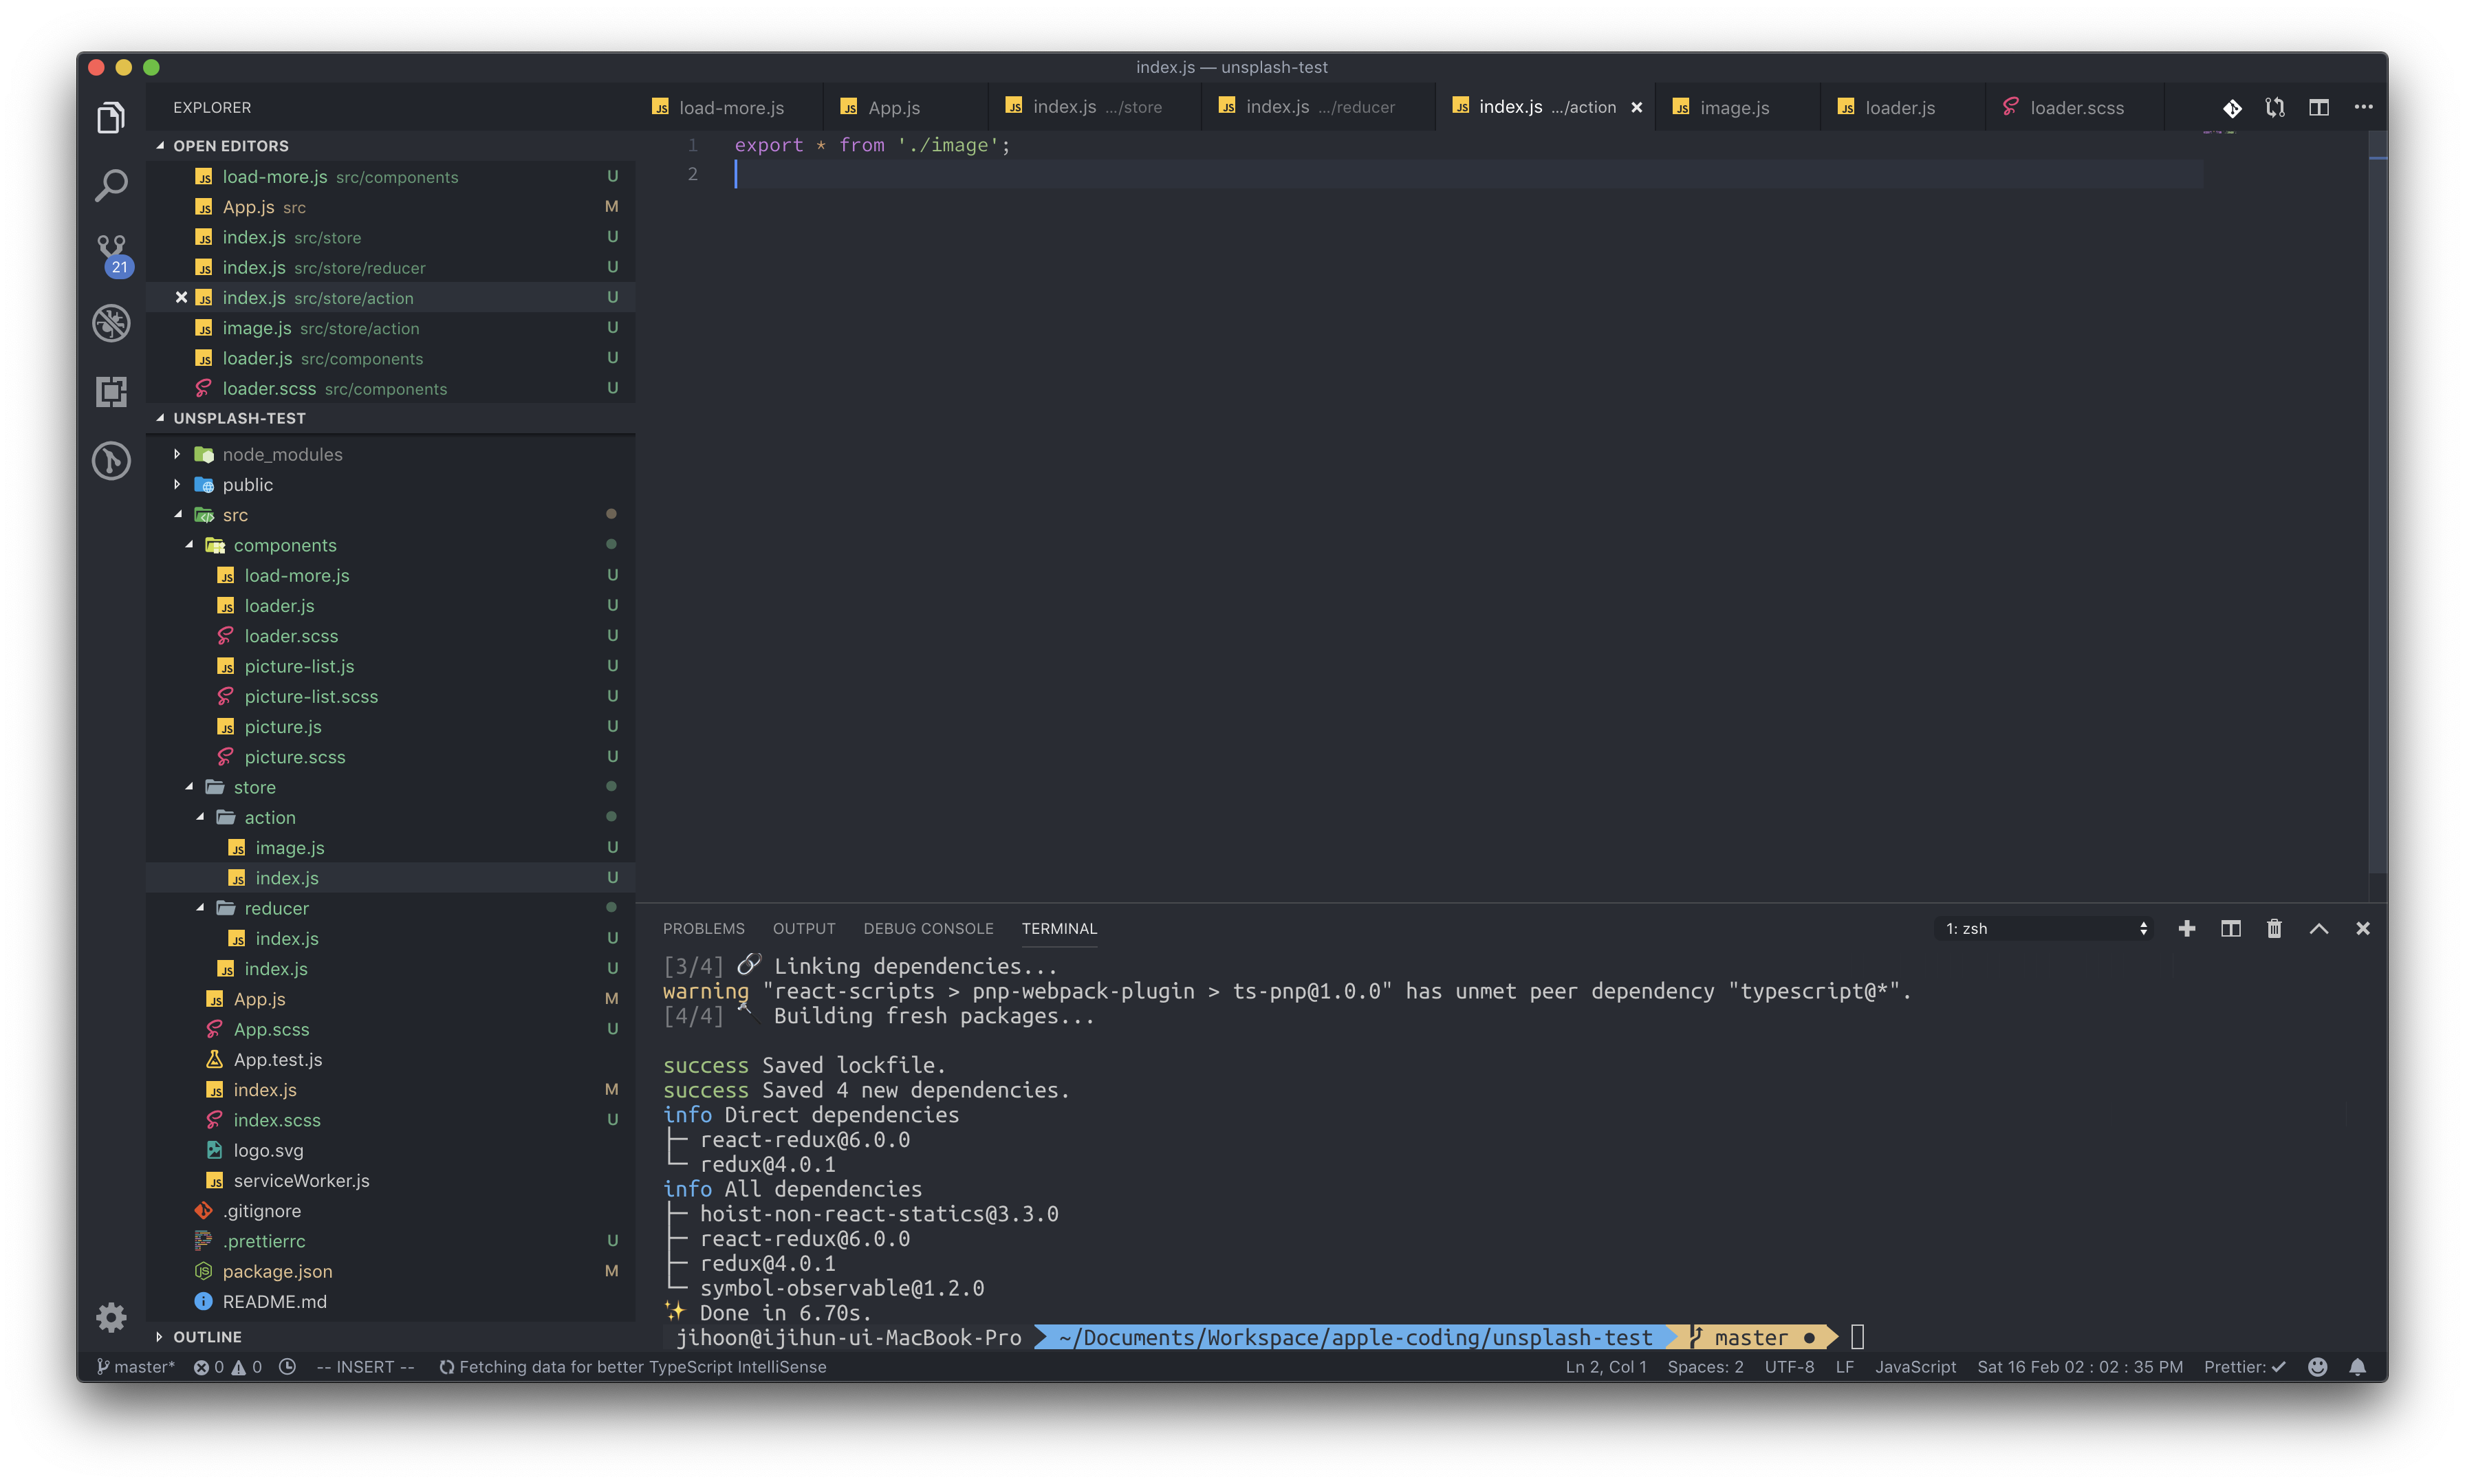 index.js — unsplash-test
EXPLORER
load-more.js
App.js
index.js …/store
index.js …/reducer
index.js …/action
image.js
loader.js
loader.scss
OPEN EDITORS
load-more.js src/components U
App.js src M
index.js src/store U
index.js src/store/reducer U
index.js src/store/action U
image.js src/store/action U
loader.js src/components U
loader.scss src/components U
21
UNSPLASH-TEST
node_modules
public
src
components
load-more.js U
loader.js U
loader.scss U
picture-list.js U
picture-list.scss U
picture.js U
picture.scss U
store
action
image.js U
index.js U
reducer
index.js U
index.js U
App.js M
App.scss U
App.test.js
index.js M
index.scss U
logo.svg
serviceWorker.js
.gitignore
.prettierrc U
package.json M
README.md
OUTLINE
1 export * from './image';
2
PROBLEMS OUTPUT DEBUG CONSOLE TERMINAL
1: zsh
[3/4] 🔗 Linking dependencies...
warning "react-scripts > pnp-webpack-plugin > ts-pnp@1.0.0" has unmet peer dependency "typescript@*".
[4/4] 🔨 Building fresh packages...
success Saved lockfile.
success Saved 4 new dependencies.
info Direct dependencies
├─ react-redux@6.0.0
└─ redux@4.0.1
info All dependencies
├─ hoist-non-react-statics@3.3.0
├─ react-redux@6.0.0
├─ redux@4.0.1
└─ symbol-observable@1.2.0
✨ Done in 6.70s.
jihoon@ijihun-ui-MacBook-Pro ~/Documents/Workspace/apple-coding/unsplash-test master ●
master* 0 0 -- INSERT -- Fetching data for better TypeScript IntelliSense
Ln 2, Col 1 Spaces: 2 UTF-8 LF JavaScript Sat 16 Feb 02 : 02 : 35 PM Prettier: ✓